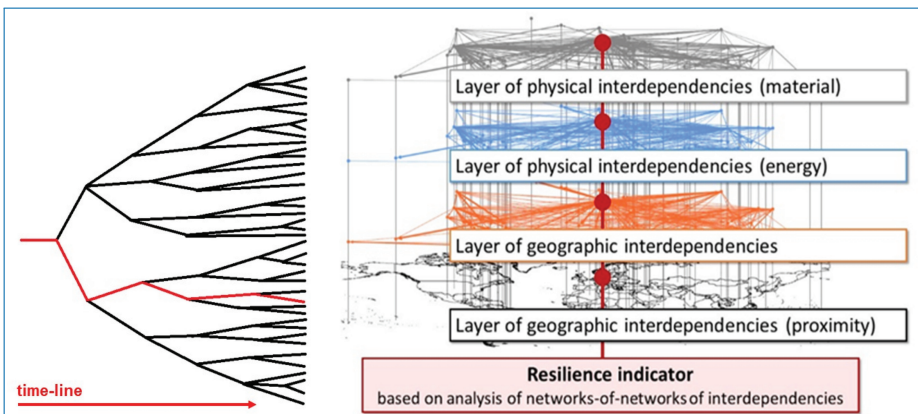 Layer of physical interdependencies (material)
Layer of physical interdependencies (energy)
Layer of geographic interdependencies
Layer of geographic interdependencies (proximity)
Resilience indicator
based on analysis of networks-of-networks of interdependencies
time-line